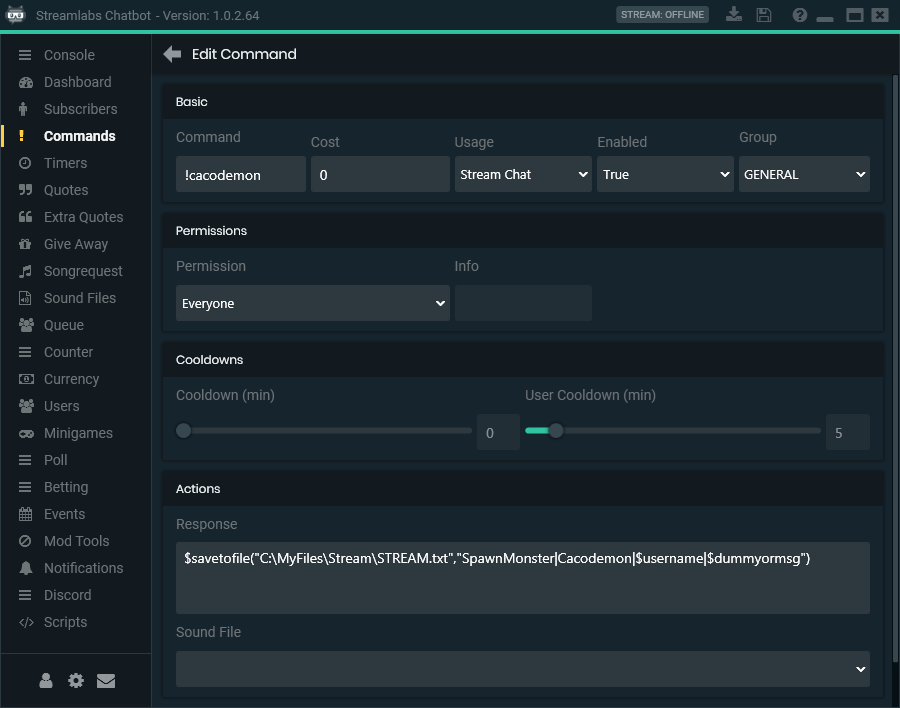 Streamlabs Chatbot - Version: 1.0.2.64
STREAM: OFFLINE
Console
Dashboard
Subscribers
Commands
Timers
Quotes
Extra Quotes
Give Away
Songrequest
Sound Files
Queue
Counter
Currency
Users
Minigames
Poll
Betting
Events
Mod Tools
Notifications
Discord
Scripts
Edit Command
Basic
Command Cost Usage Enabled Group
!cacodemon 0 Stream Chat True GENERAL
Permissions
Permission Info
Everyone
Cooldowns
Cooldown (min) User Cooldown (min)
0 5
Actions
Response
$savetofile("C:\MyFiles\Stream\STREAM.txt","SpawnMonster|Cacodemon|$username|$dummyormsg")
Sound File